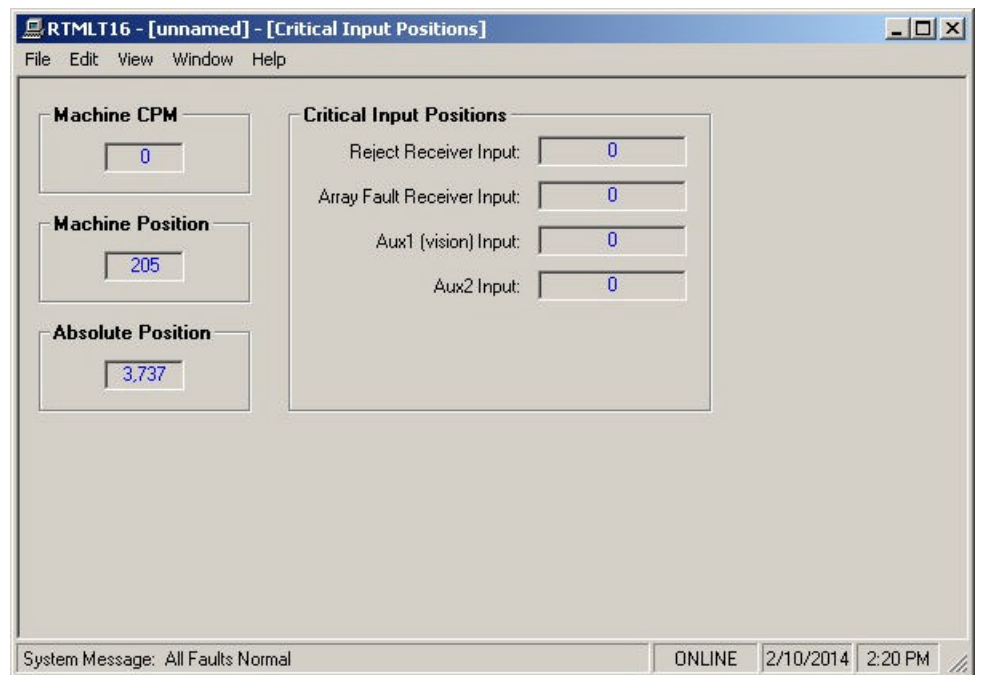 RTMLT16 - [unnamed] - [Critical Input Positions]
File Edit View Window Help
Machine CPM
0
Machine Position
205
Absolute Position
3,737
Critical Input Positions
Reject Receiver Input: 0
Array Fault Receiver Input: 0
Aux1 (vision) Input: 0
Aux2 Input: 0
System Message: All Faults Normal ONLINE 2/10/2014 2:20 PM